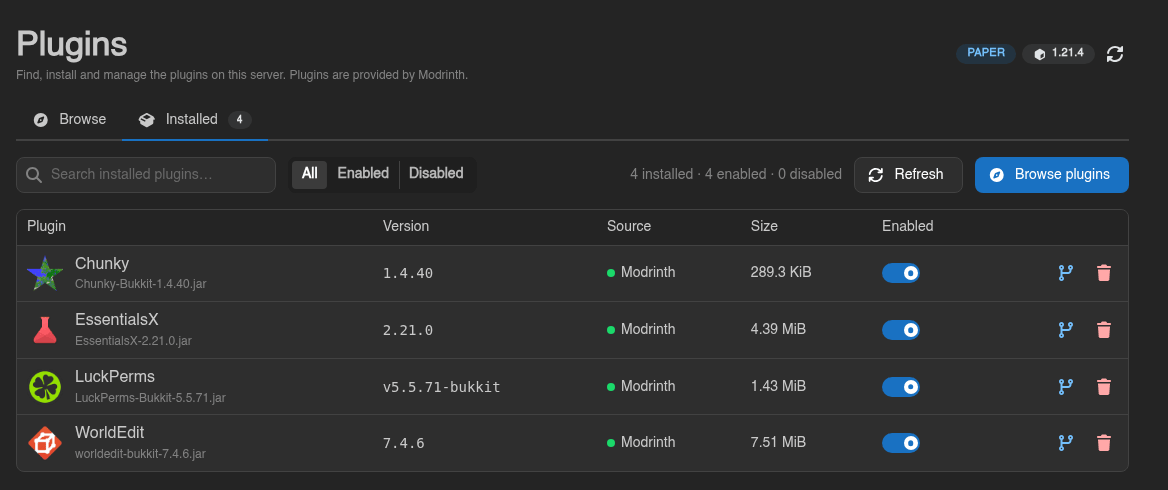 Plugins
Find, install and manage the plugins on this server. Plugins are provided by Modrinth.
PAPER
1.21.4
Browse
Installed 4
Search installed plugins…
All Enabled Disabled
4 installed · 4 enabled · 0 disabled
Refresh
Browse plugins
Plugin Version Source Size Enabled
Chunky
Chunky-Bukkit-1.4.40.jar
1.4.40 Modrinth 289.3 KiB
EssentialsX
EssentialsX-2.21.0.jar
2.21.0 Modrinth 4.39 MiB
LuckPerms
LuckPerms-Bukkit-5.5.71.jar
v5.5.71-bukkit Modrinth 1.43 MiB
WorldEdit
worldedit-bukkit-7.4.6.jar
7.4.6 Modrinth 7.51 MiB